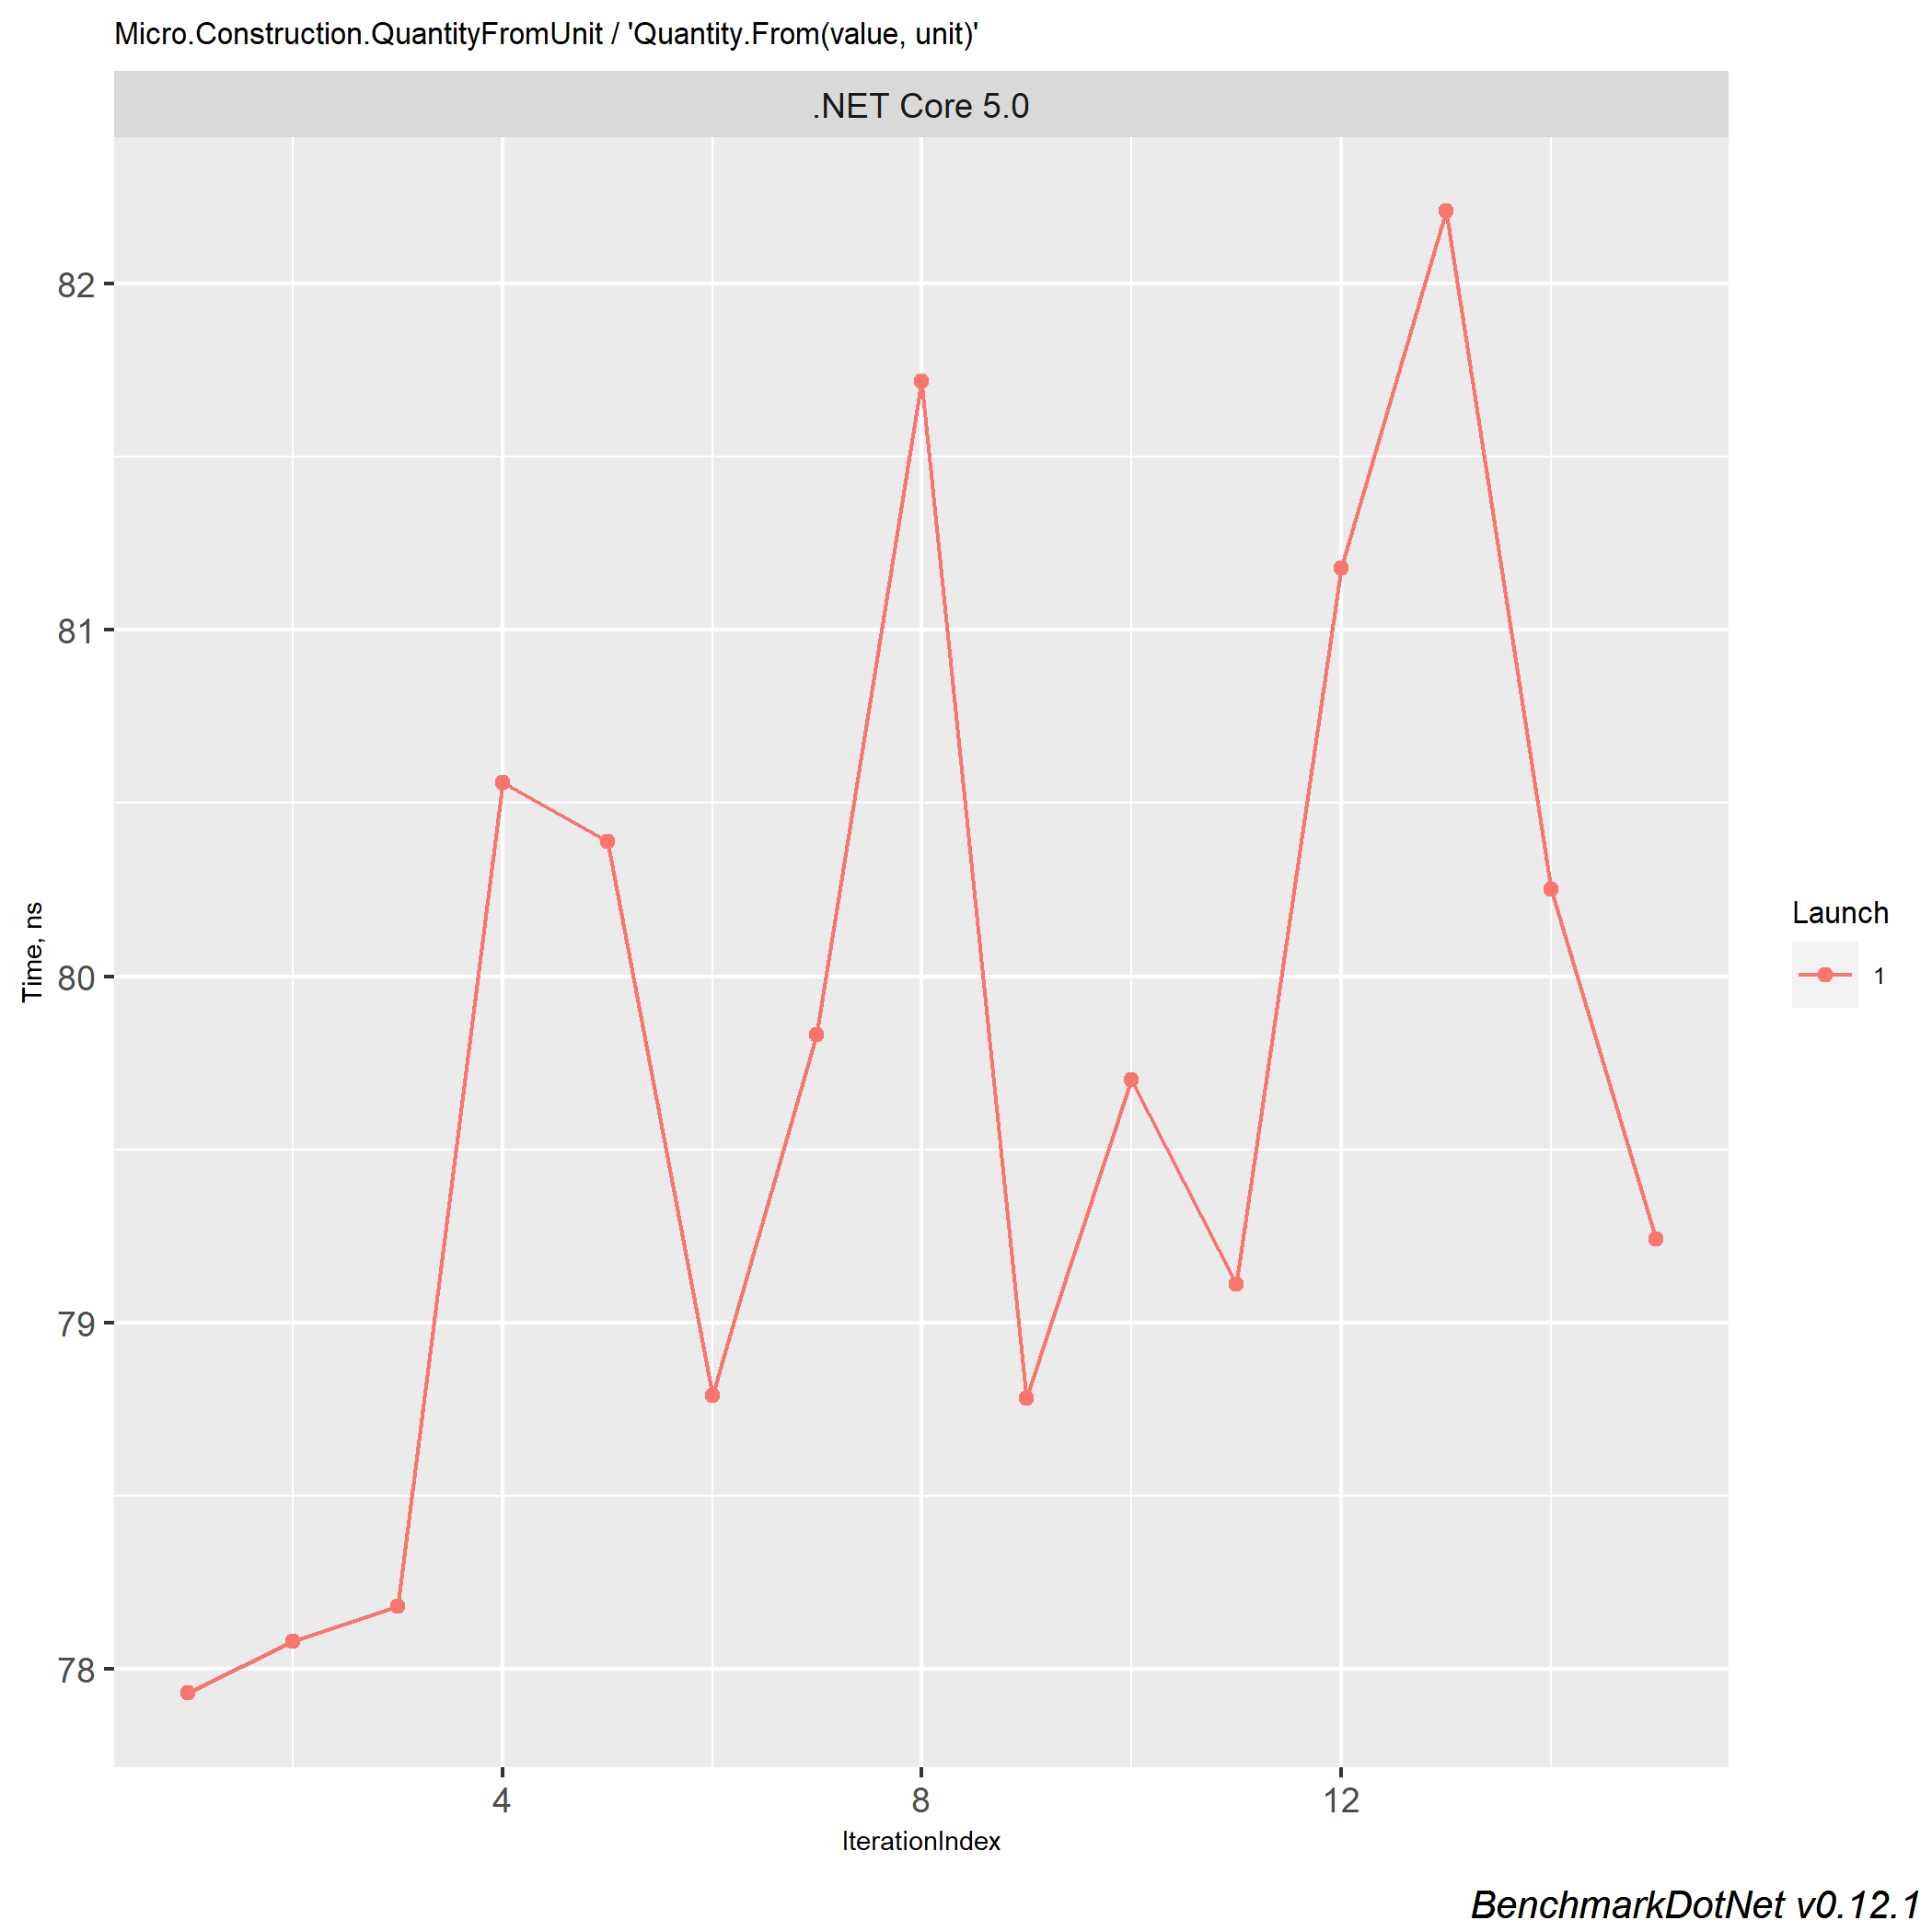 Micro.Construction.QuantityFromUnit / 'Quantity.From(value, unit)'
.NET Core 5.0
82
81
80
79
78
Time, ns
4
8
12
IterationIndex
Launch
1
BenchmarkDotNet v0.12.1